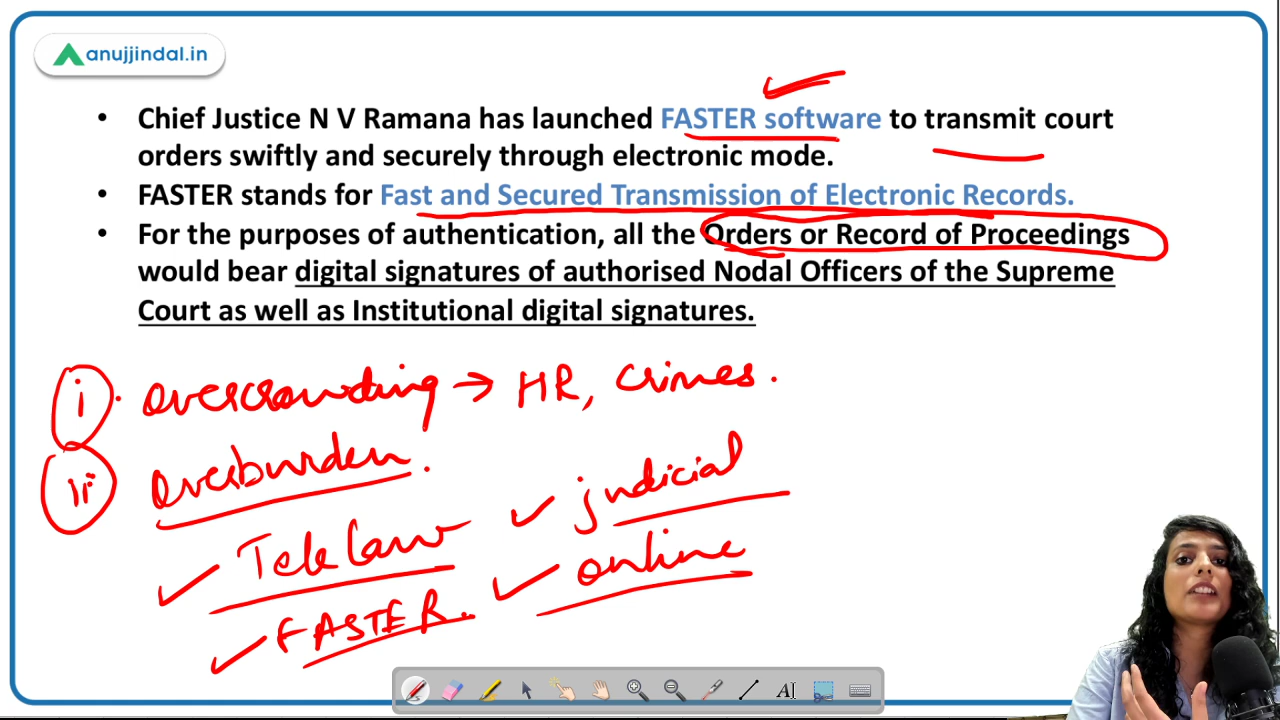 anujjindal.in
• Chief Justice N V Ramana has launched FASTER software to transmit court
orders swiftly and securely through electronic mode.
• FASTER stands for Fast and Secured Transmission of Electronic Records.
• For the purposes of authentication, all the Orders or Record of Proceedings
would bear digital signatures of authorised Nodal Officers of the Supreme
Court as well as Institutional digital signatures.
i. overcrowding → HR, crimes.
ii overburden.
✓ Telelaw ✓ judicial
✓ FASTER. ✓ online
AI